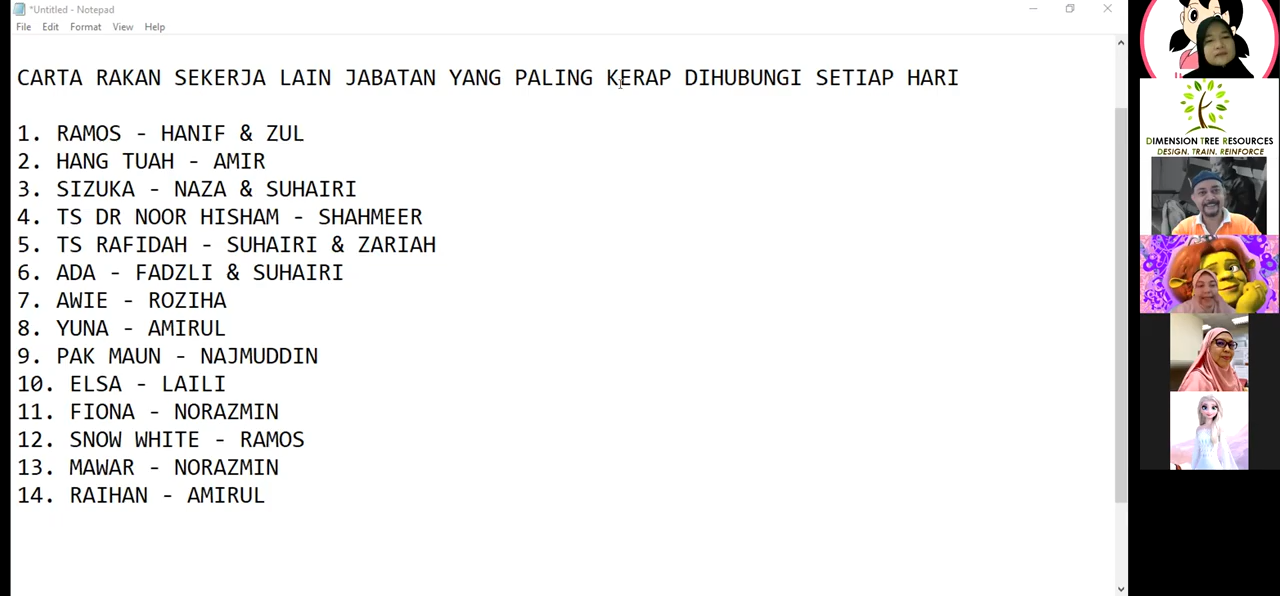 *Untitled - Notepad
File Edit Format View Help
CARTA RAKAN SEKERJA LAIN JABATAN YANG PALING KERAP DIHUBUNGI SETIAP HARI
1. RAMOS - HANIF & ZUL
2. HANG TUAH - AMIR
3. SIZUKA - NAZA & SUHAIRI
4. TS DR NOOR HISHAM - SHAHMEER
5. TS RAFIDAH - SUHAIRI & ZARIAH
6. ADA - FADZLI & SUHAIRI
7. AWIE - ROZIHA
8. YUNA - AMIRUL
9. PAK MAUN - NAJMUDDIN
10. ELSA - LAILI
11. FIONA - NORAZMIN
12. SNOW WHITE - RAMOS
13. MAWAR - NORAZMIN
14. RAIHAN - AMIRUL
DIMENSION TREE RESOURCES
DESIGN. TRAIN. REINFORCE